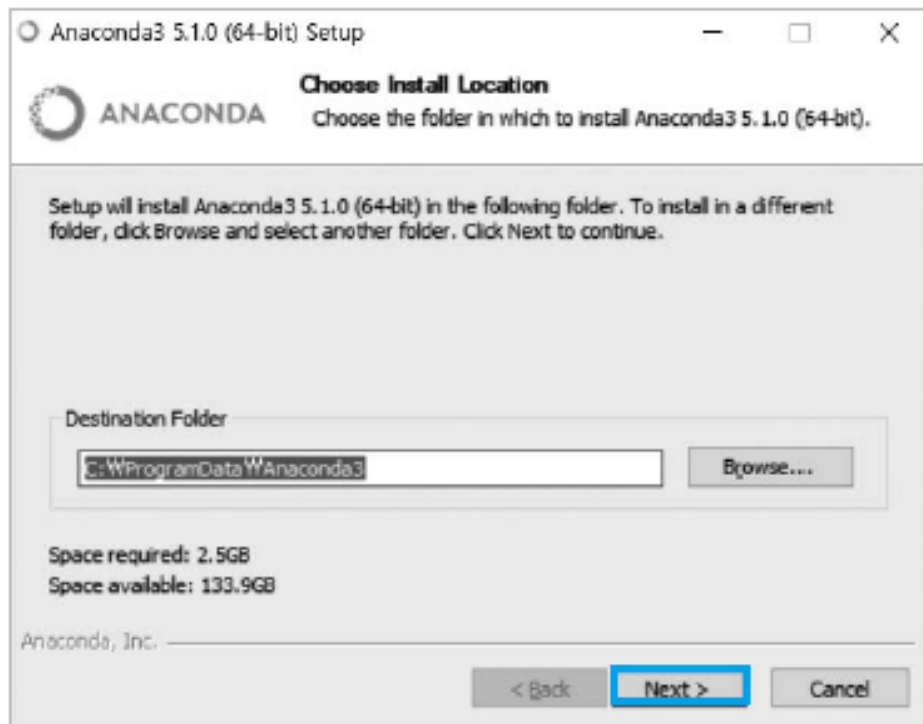 Anaconda3 5.1.0 (64-bit) Setup
ANACONDA
Choose Install Location
Choose the folder in which to install Anaconda3 5.1.0 (64-bit).
Setup will install Anaconda3 5.1.0 (64-bit) in the following folder. To install in a different
folder, click Browse and select another folder. Click Next to continue.
Destination Folder
C:₩ProgramData₩Anaconda3
Browse....
Space required: 2.5GB
Space available: 133.9GB
Anaconda, Inc.
< Back
Next >
Cancel